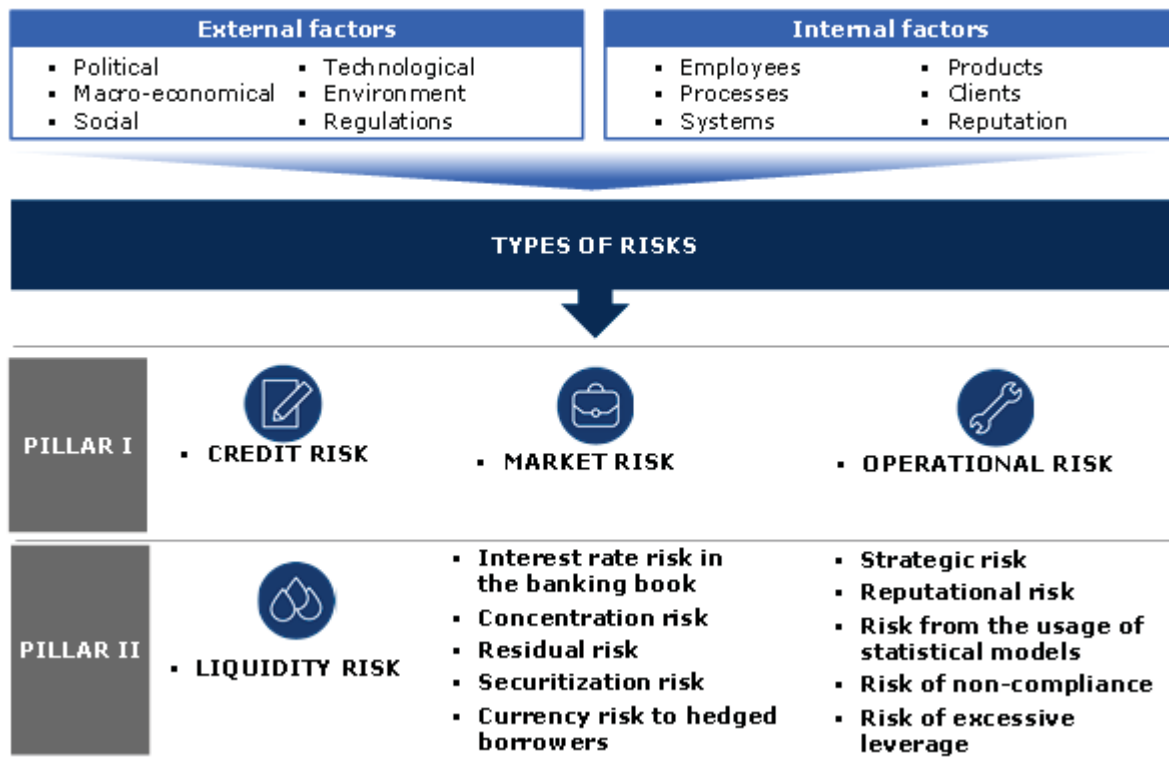 External factors
▪ Political
▪ Macro-economical
▪ Social
▪ Technological
▪ Environment
▪ Regulations
Internal factors
▪ Employees
▪ Processes
▪ Systems
▪ Products
▪ Clients
▪ Reputation
TYPES OF RISKS
PILLAR I
▪ CREDIT RISK
▪ MARKET RISK
▪ OPERATIONAL RISK
PILLAR II
▪ LIQUIDITY RISK
▪ Interest rate risk in
the banking book
▪ Concentration risk
▪ Residual risk
▪ Securitization risk
▪ Currency risk to hedged
borrowers
▪ Strategic risk
▪ Reputational risk
▪ Risk from the usage of
statistical models
▪ Risk of non-compliance
▪ Risk of excessive
leverage